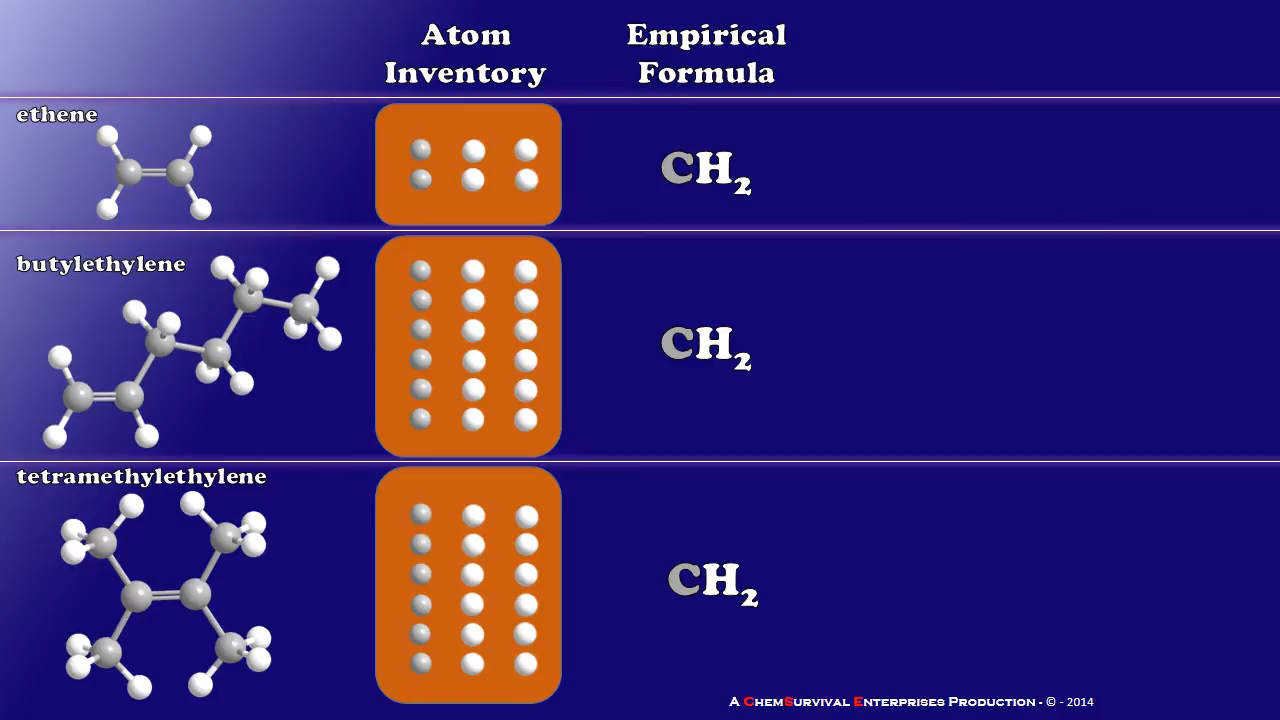 Atom Inventory
Empirical Formula
ethene
CH2
butylethylene
CH2
tetramethylethylene
CH2
A ChemSurvival Enterprises Production - © - 2014